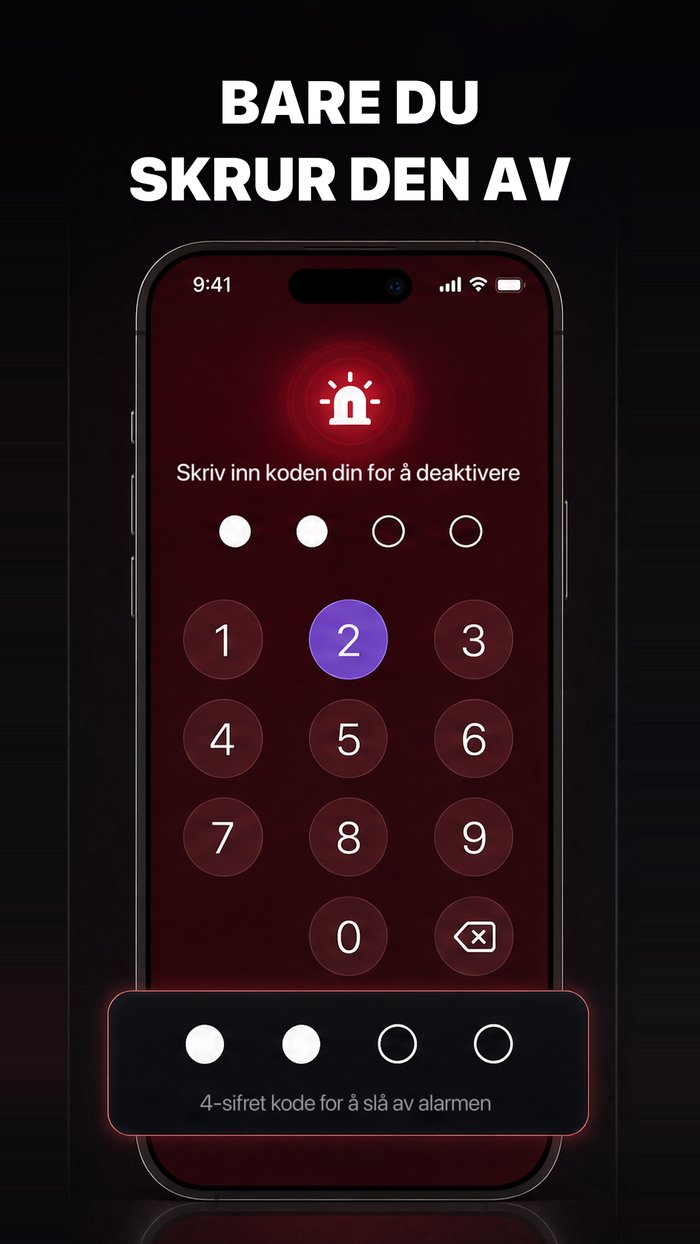 BARE DU
SKRUR DEN AV
9:41
Skriv inn koden din for å deaktivere
1 2 3
4 5 6
7 8 9
0
4-sifret kode for å slå av alarmen